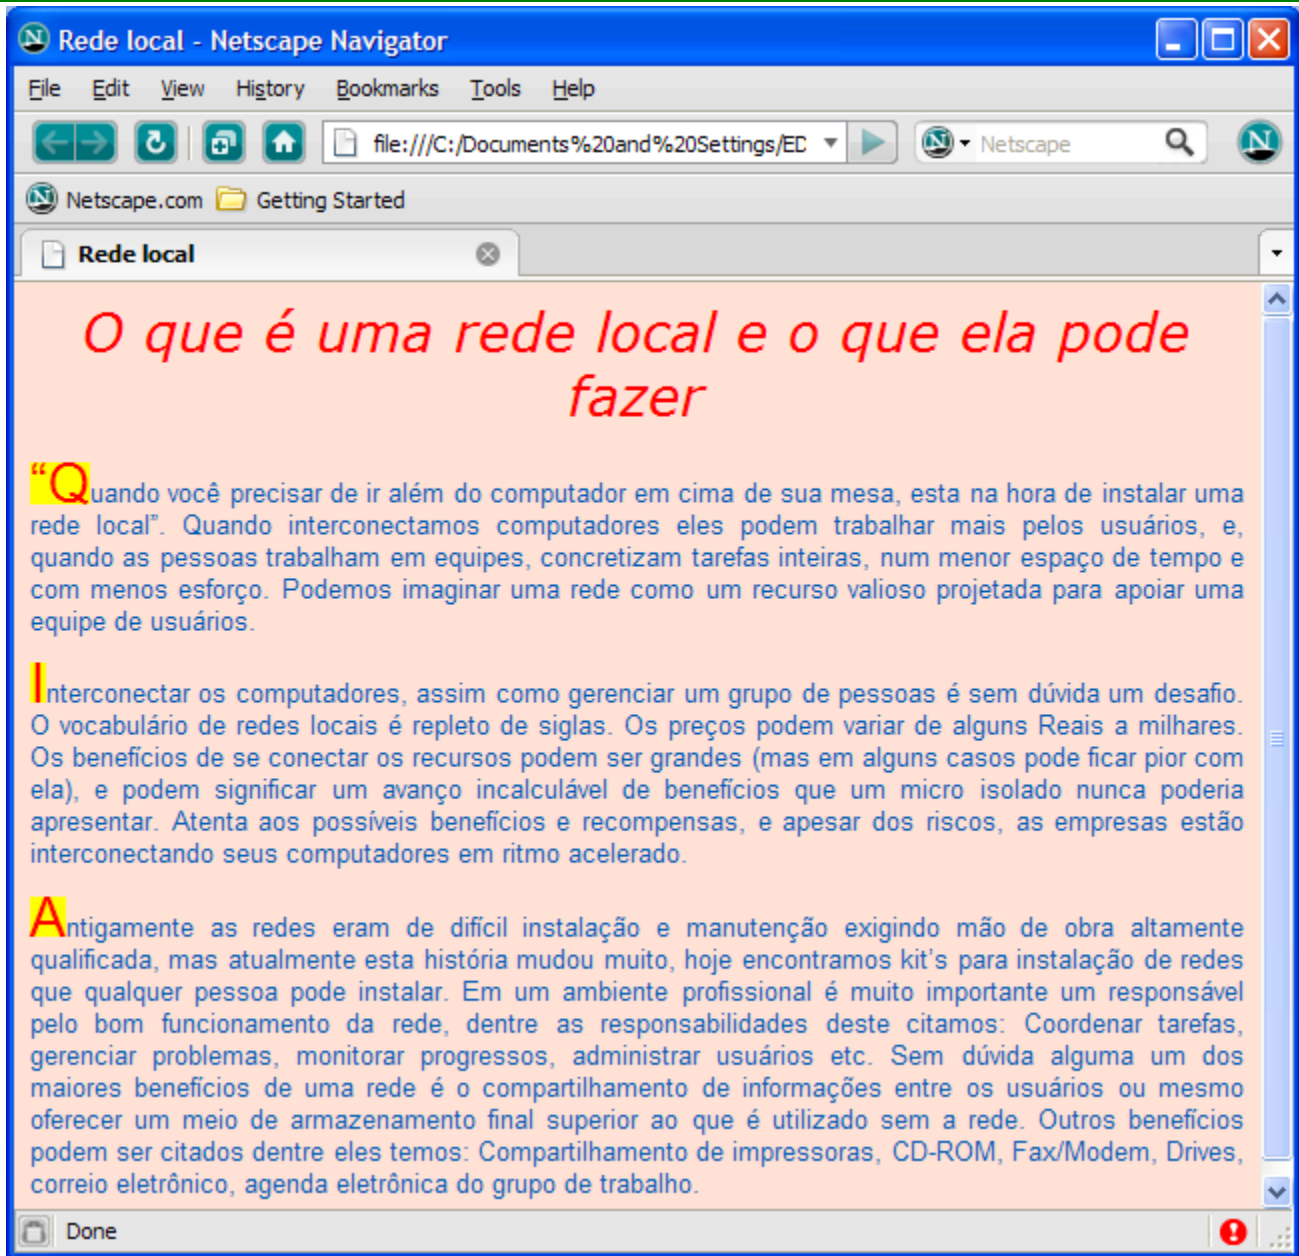 Rede local - Netscape Navigator
File Edit View History Bookmarks Tools Help
file:///C:/Documents%20and%20Settings/ED Netscape
Netscape.com Getting Started
Rede local
O que é uma rede local e o que ela pode
fazer
“Quando você precisar de ir além do computador em cima de sua mesa, esta na hora de instalar uma
rede local”. Quando interconectamos computadores eles podem trabalhar mais pelos usuários, e,
quando as pessoas trabalham em equipes, concretizam tarefas inteiras, num menor espaço de tempo e
com menos esforço. Podemos imaginar uma rede como um recurso valioso projetada para apoiar uma
equipe de usuários.
Interconectar os computadores, assim como gerenciar um grupo de pessoas é sem dúvida um desafio.
O vocabulário de redes locais é repleto de siglas. Os preços podem variar de alguns Reais a milhares.
Os benefícios de se conectar os recursos podem ser grandes (mas em alguns casos pode ficar pior com
ela), e podem significar um avanço incalculável de benefícios que um micro isolado nunca poderia
apresentar. Atenta aos possíveis benefícios e recompensas, e apesar dos riscos, as empresas estão
interconectando seus computadores em ritmo acelerado.
Antigamente as redes eram de difícil instalação e manutenção exigindo mão de obra altamente
qualificada, mas atualmente esta história mudou muito, hoje encontramos kit's para instalação de redes
que qualquer pessoa pode instalar. Em um ambiente profissional é muito importante um responsável
pelo bom funcionamento da rede, dentre as responsabilidades deste citamos: Coordenar tarefas,
gerenciar problemas, monitorar progressos, administrar usuários etc. Sem dúvida alguma um dos
maiores benefícios de uma rede é o compartilhamento de informações entre os usuários ou mesmo
oferecer um meio de armazenamento final superior ao que é utilizado sem a rede. Outros benefícios
podem ser citados dentre eles temos: Compartilhamento de impressoras, CD-ROM, Fax/Modem, Drives,
correio eletrônico, agenda eletrônica do grupo de trabalho.
Done